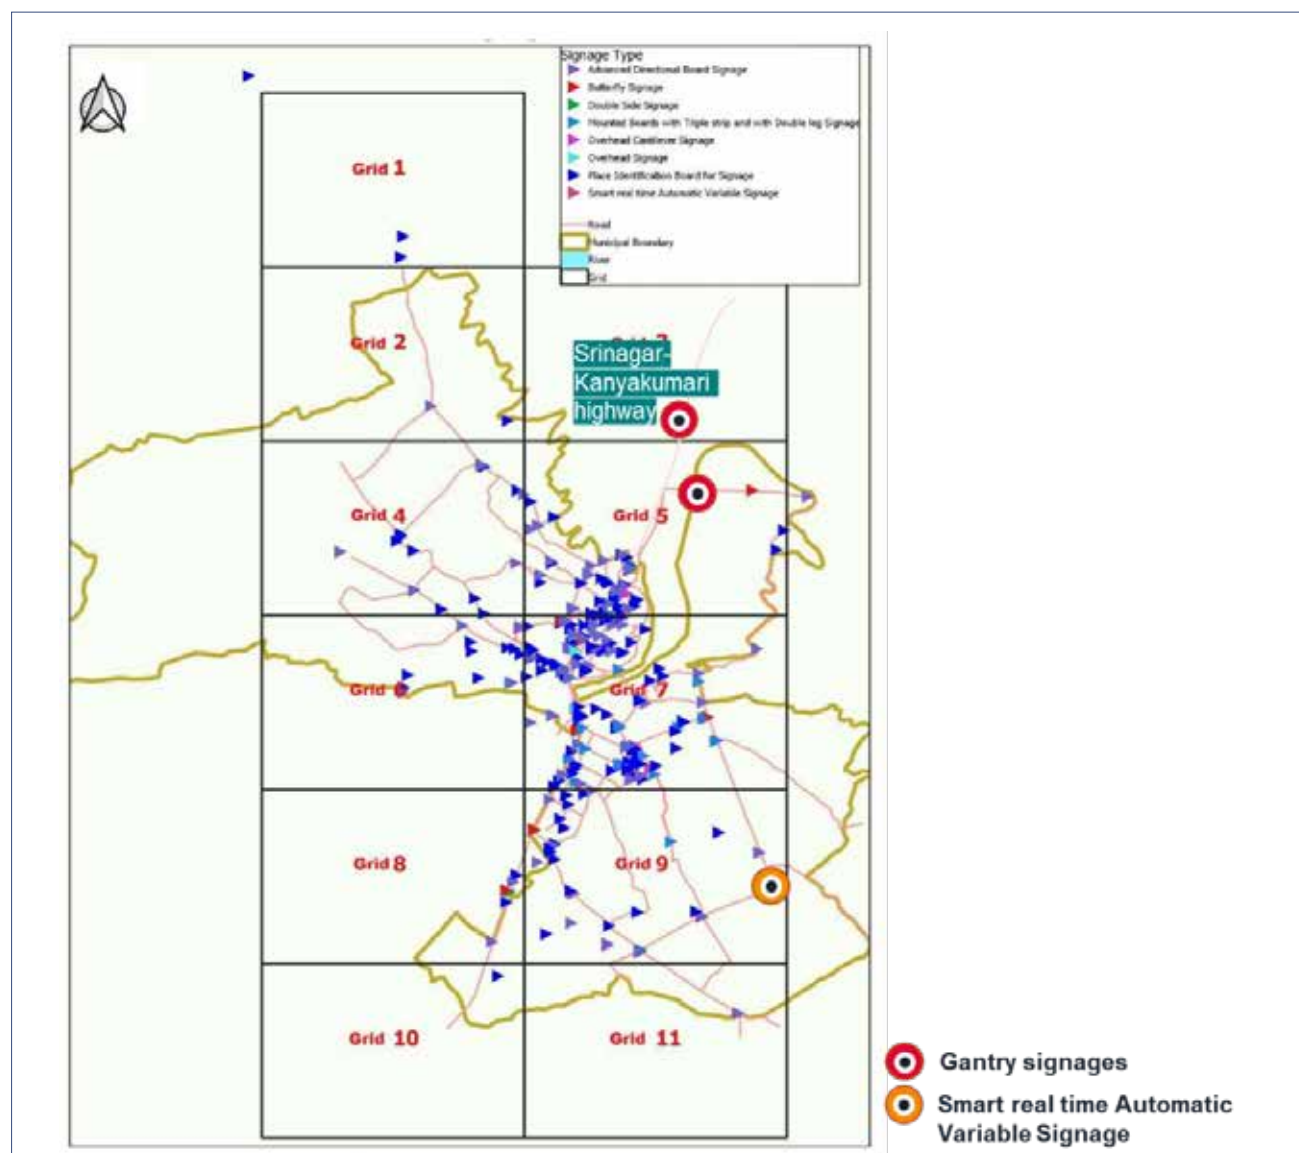 Signage Type
Advanced Directional Board Signage
Butterfly Signage
Double Side Signage
Mounted Boards with Triple strip and with Double leg Signage
Overhead Cantilever Signage
Overhead Signage
Place Identification Board for Signage
Smart real time Automatic Variable Signage
Road
Municipal Boundary
River
Grid
Grid 1
Grid 2
Srinagar-
Kanyakumari
highway
Grid 4
Grid 5
Grid 6
Grid 7
Grid 8
Grid 9
Grid 10
Grid 11
Gantry signages
Smart real time Automatic
Variable Signage